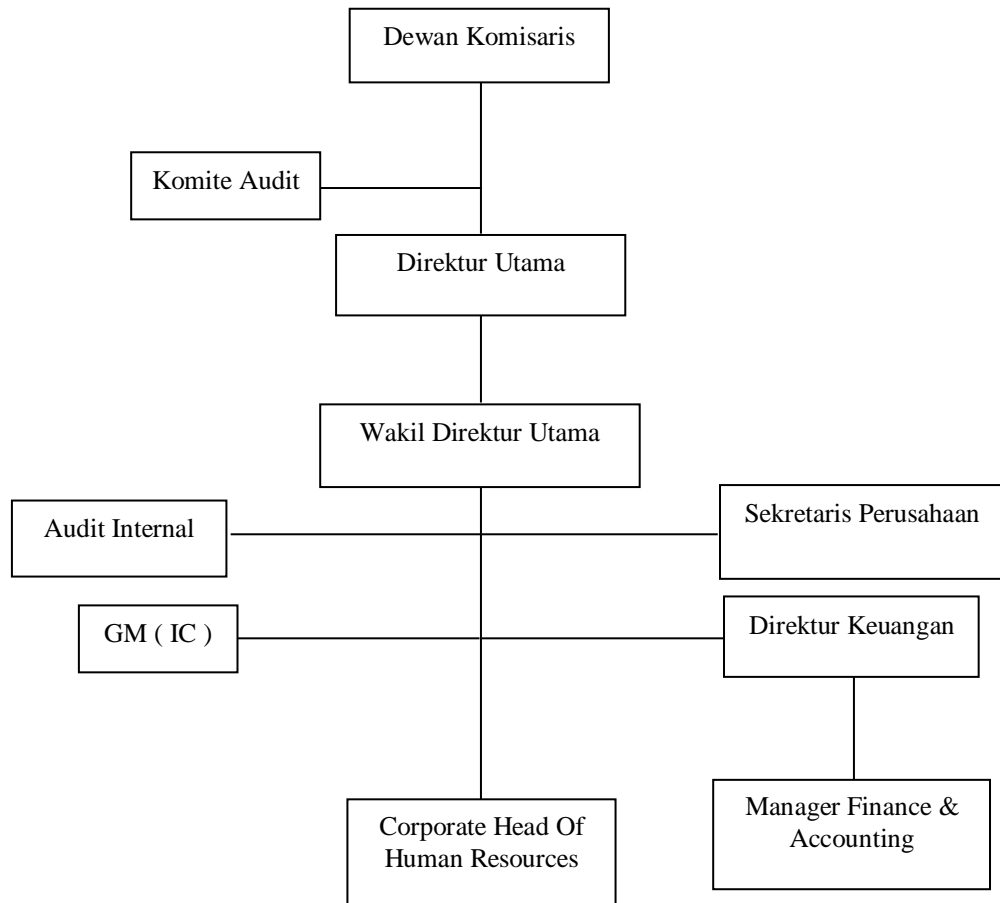 Dewan Komisaris
Komite Audit
Direktur Utama
Wakil Direktur Utama
Audit Internal
Sekretaris Perusahaan
GM ( IC )
Direktur Keuangan
Corporate Head Of
Human Resources
Manager Finance &
Accounting